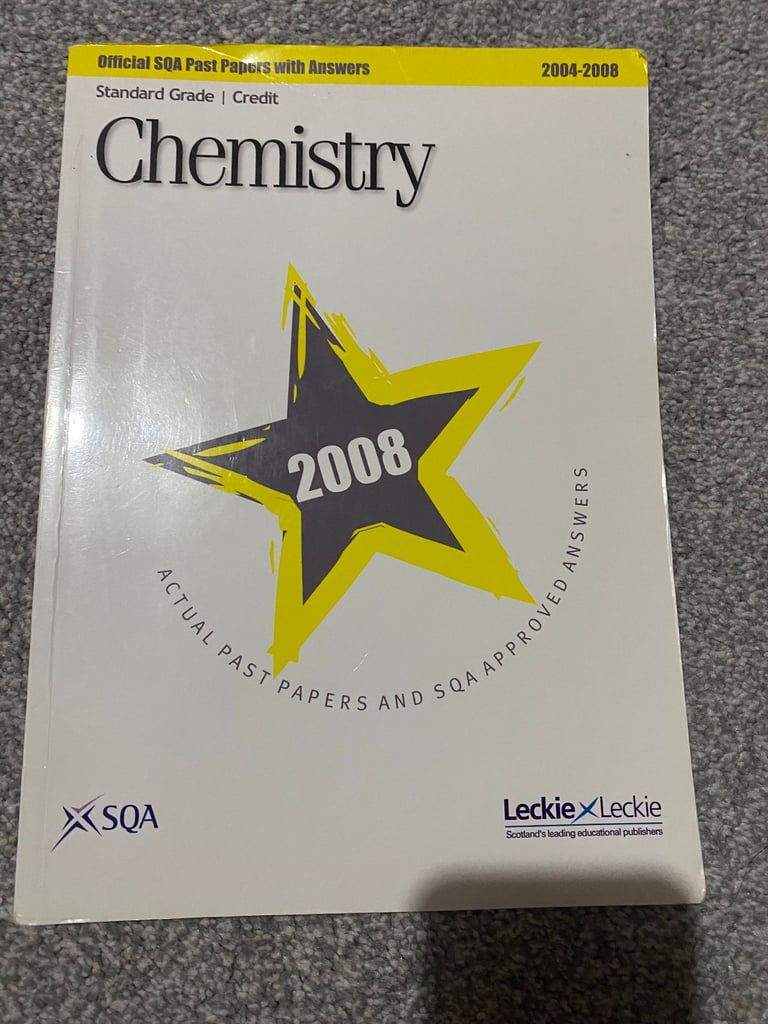 Official SQA Past Papers with Answers 2004-2008
Standard Grade | Credit
Chemistry
2008
ACTUAL PAST PAPERS AND SQA APPROVED ANSWERS
SQA
Leckie Leckie
Scotland's leading educational publishers